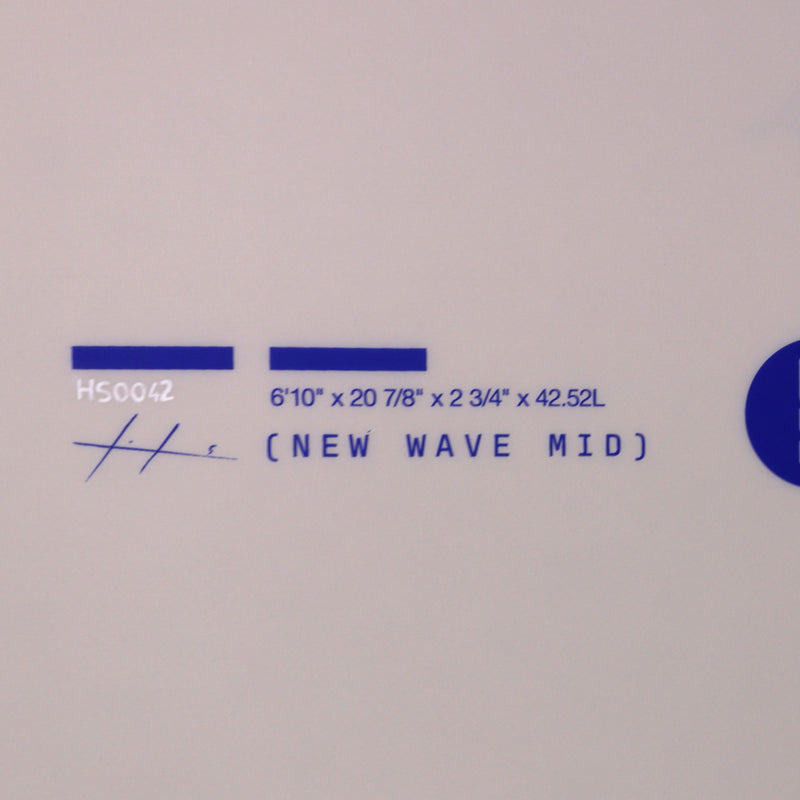 HS0042
6'10" x 20 7/8" x 2 3/4" x 42.52L
(NEW WAVE MID)